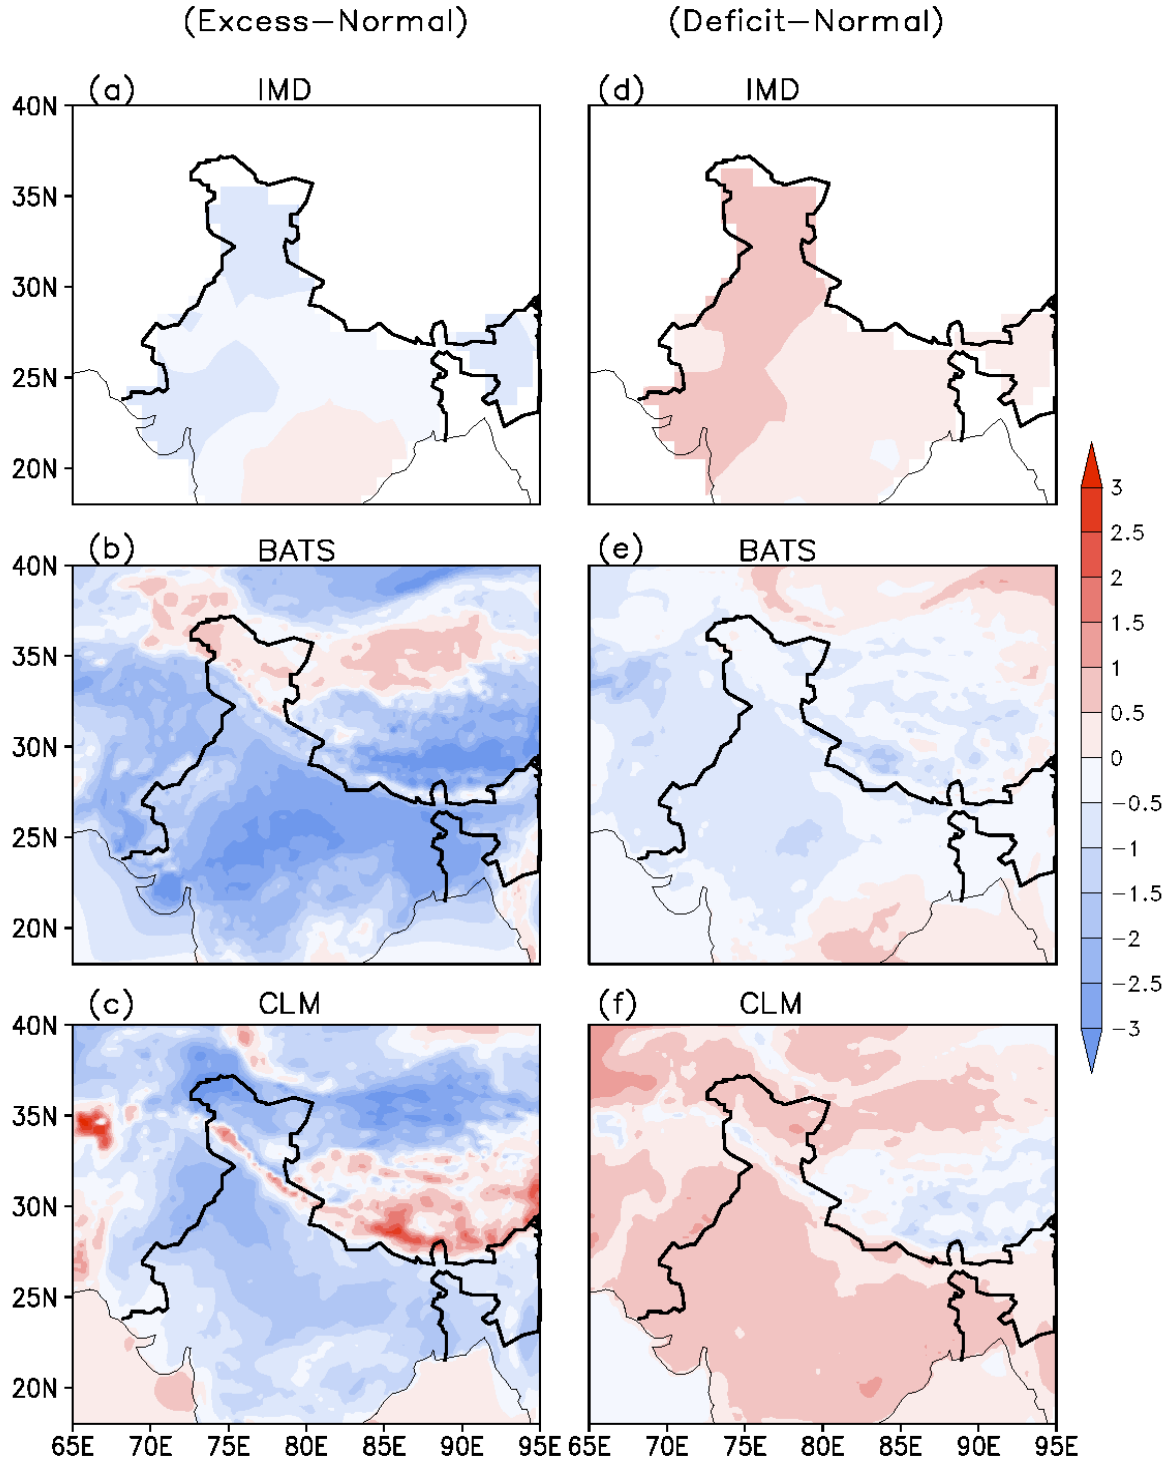 (Excess−Normal) (Deficit−Normal)
(a) IMD (d) IMD
40N
35N
30N
25N
20N
(b) BATS (e) BATS
40N
35N
30N
25N
20N
(c) CLM (f) CLM
40N
35N
30N
25N
20N
65E 70E 75E 80E 85E 90E 95E 65E 70E 75E 80E 85E 90E 95E
3
2.5
2
1.5
1
0.5
0
−0.5
−1
−1.5
−2
−2.5
−3